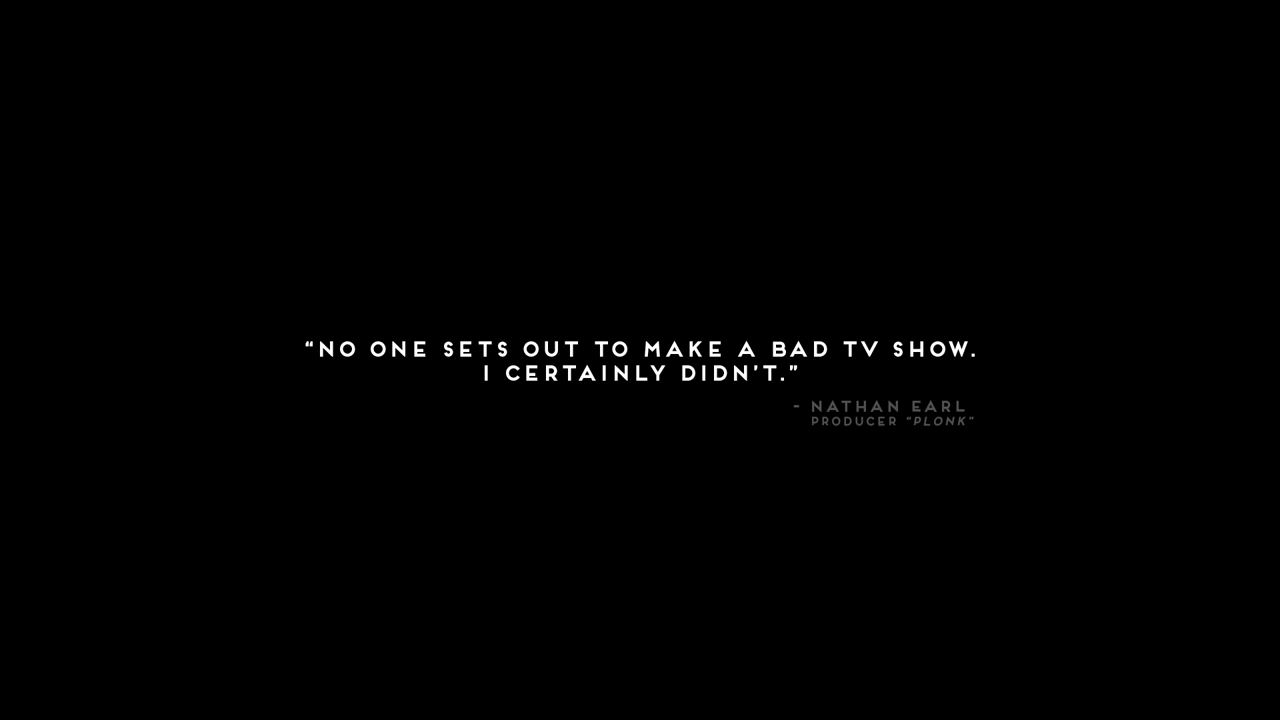 “NO ONE SETS OUT TO MAKE A BAD TV SHOW.
I CERTAINLY DIDN'T.”
- NATHAN EARL
PRODUCER “PLONK”